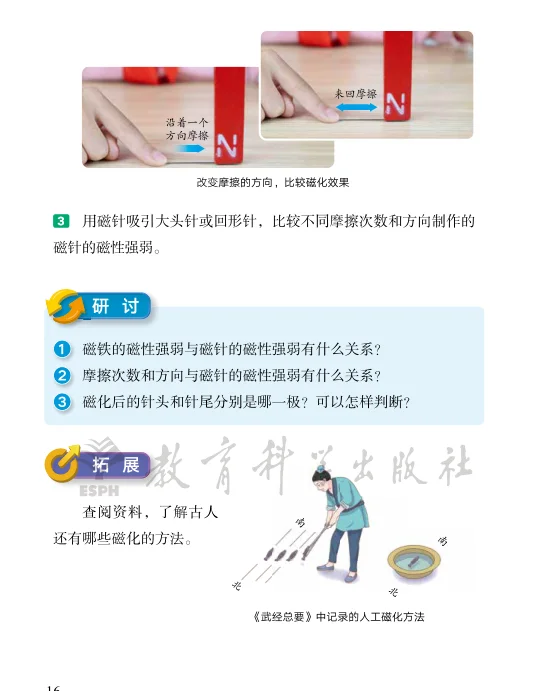 沿着一个
方向摩擦
N
来回摩擦
N
改变摩擦的方向，比较磁化效果
3 用磁针吸引大头针或回形针，比较不同摩擦次数和方向制作的
磁针的磁性强弱。
研讨
1 磁铁的磁性强弱与磁针的磁性强弱有什么关系？
2 摩擦次数和方向与磁针的磁性强弱有什么关系？
3 磁化后的针头和针尾分别是哪一极？可以怎样判断？
拓展
ESPH
教育科学出版社
查阅资料，了解古人
还有哪些磁化的方法。
南
北
南
北
《武经总要》中记录的人工磁化方法
16